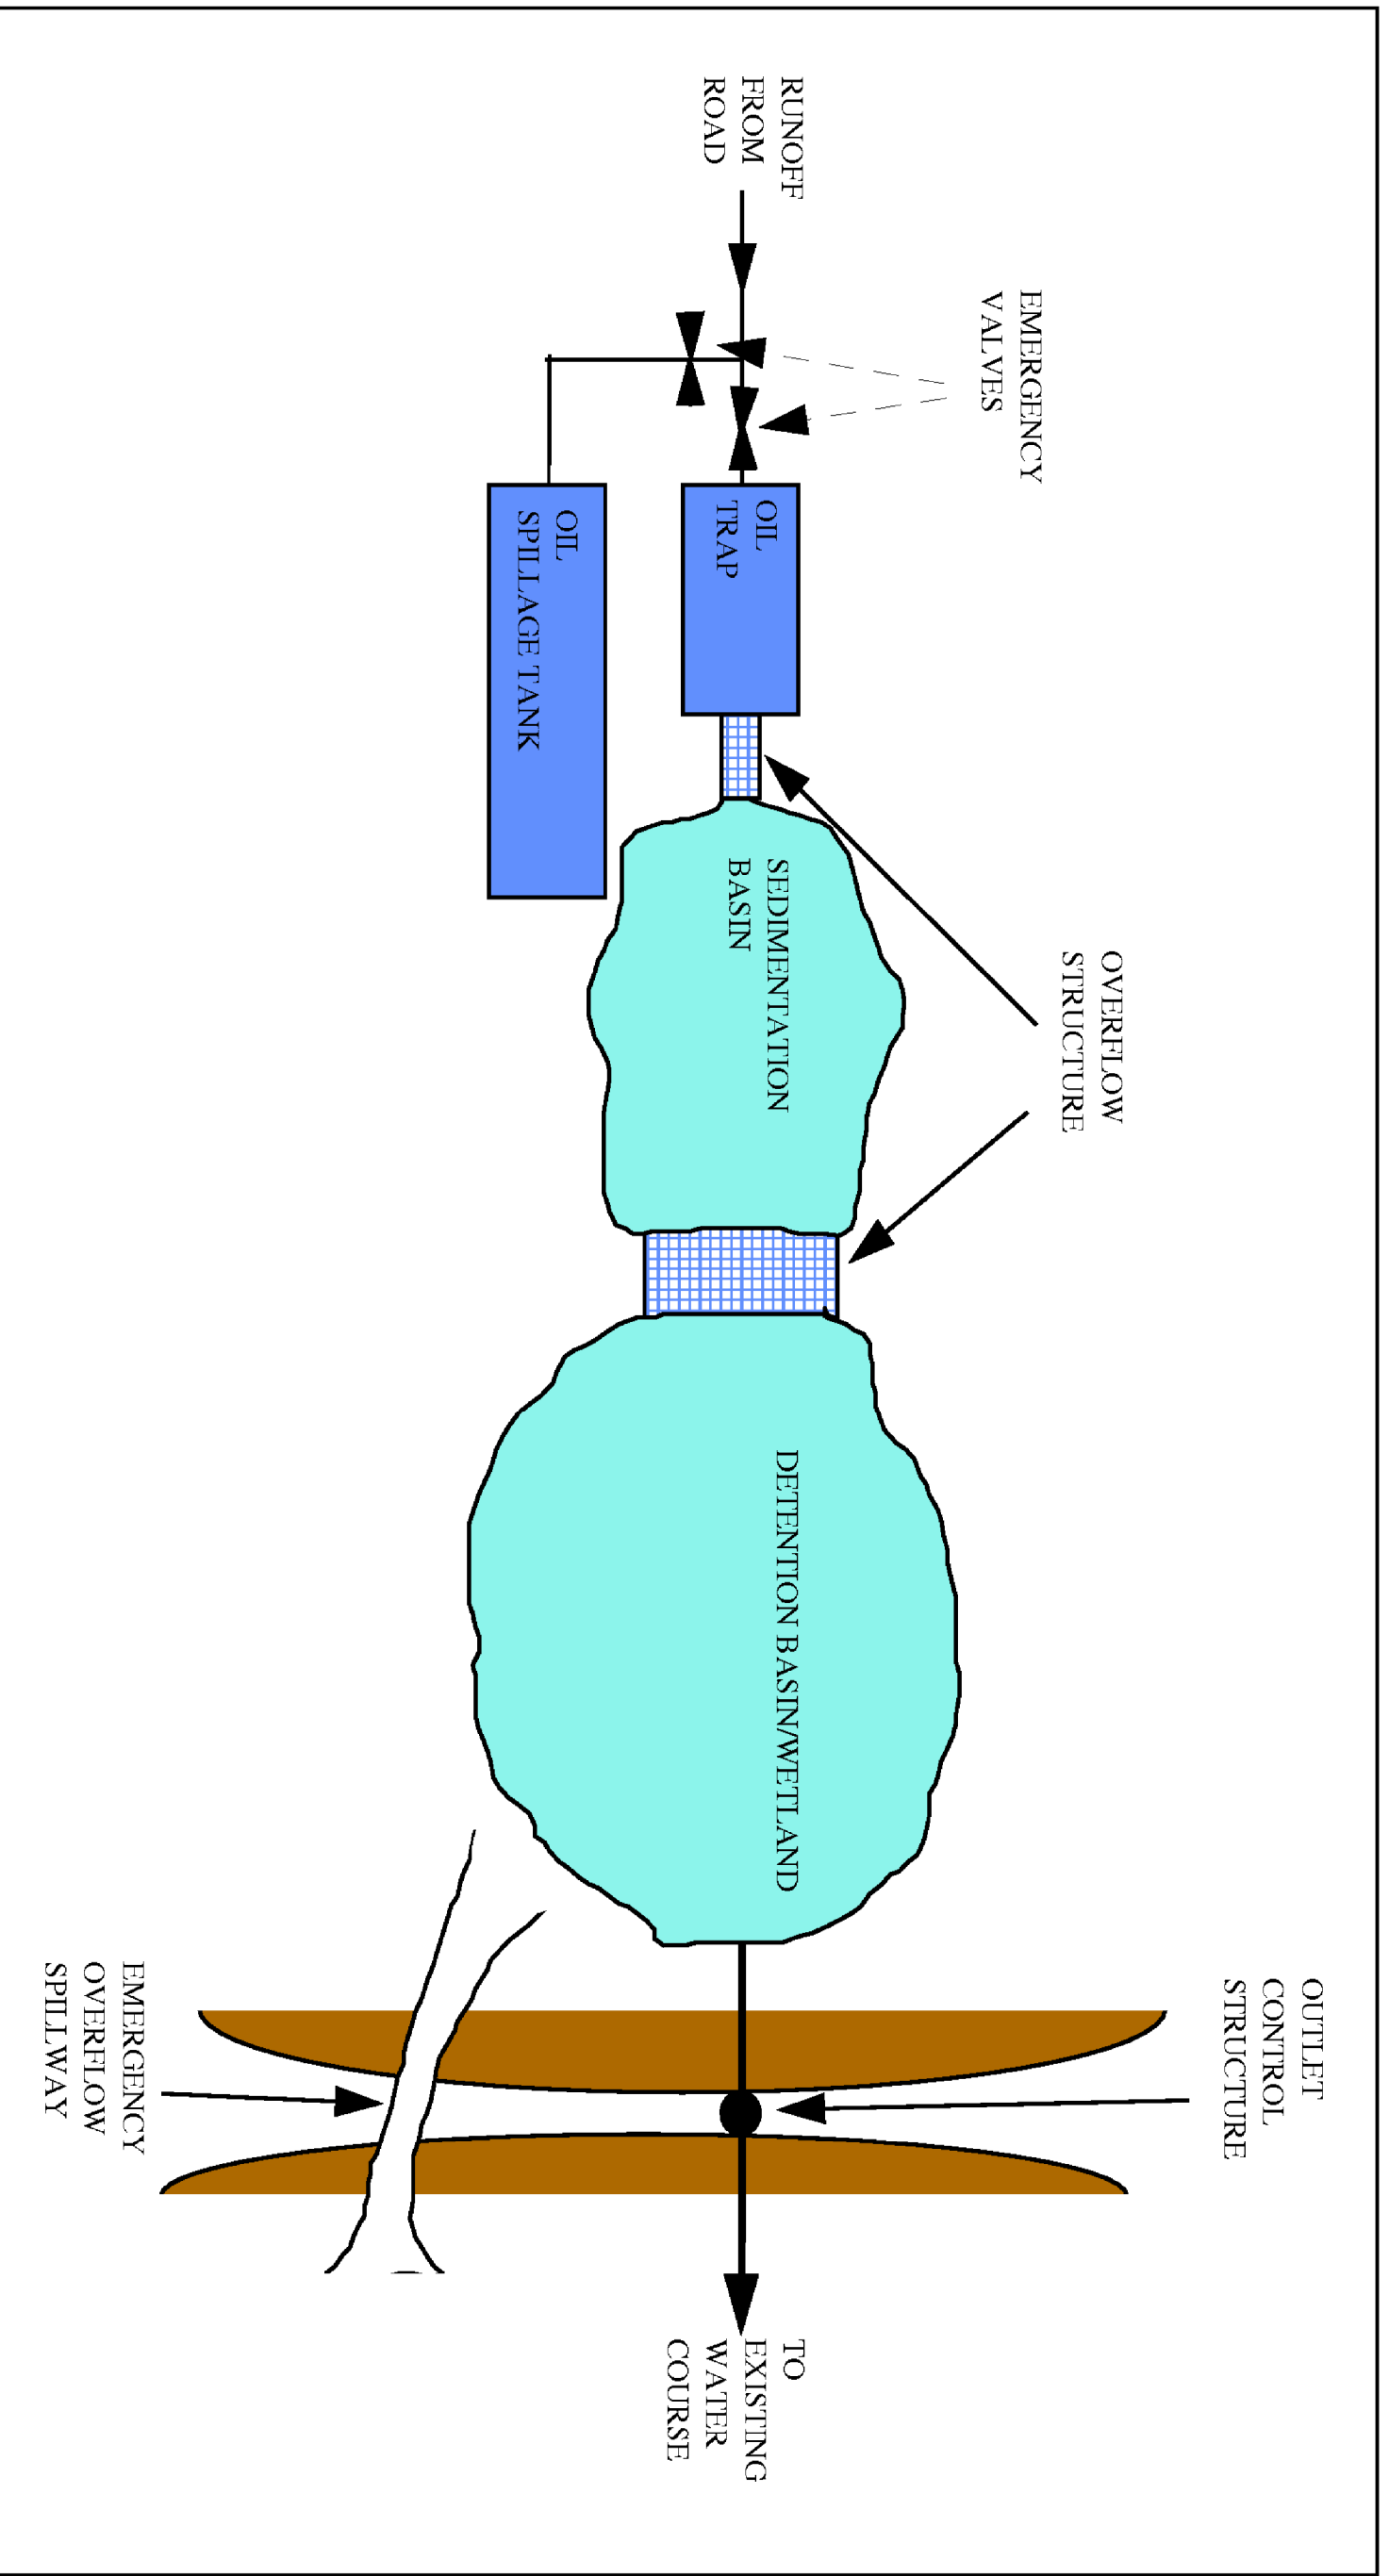 RUNOFF
FROM
ROAD
EMERGENCY
VALVES
OIL
TRAP
OIL
SPILLAGE TANK
OVERFLOW
STRUCTURE
SEDIMENTATION
BASIN
DETENTION BASIN/WETLAND
OUTLET
CONTROL
STRUCTURE
EMERGENCY
OVERFLOW
SPILLWAY
TO
EXISTING
WATER
COURSE